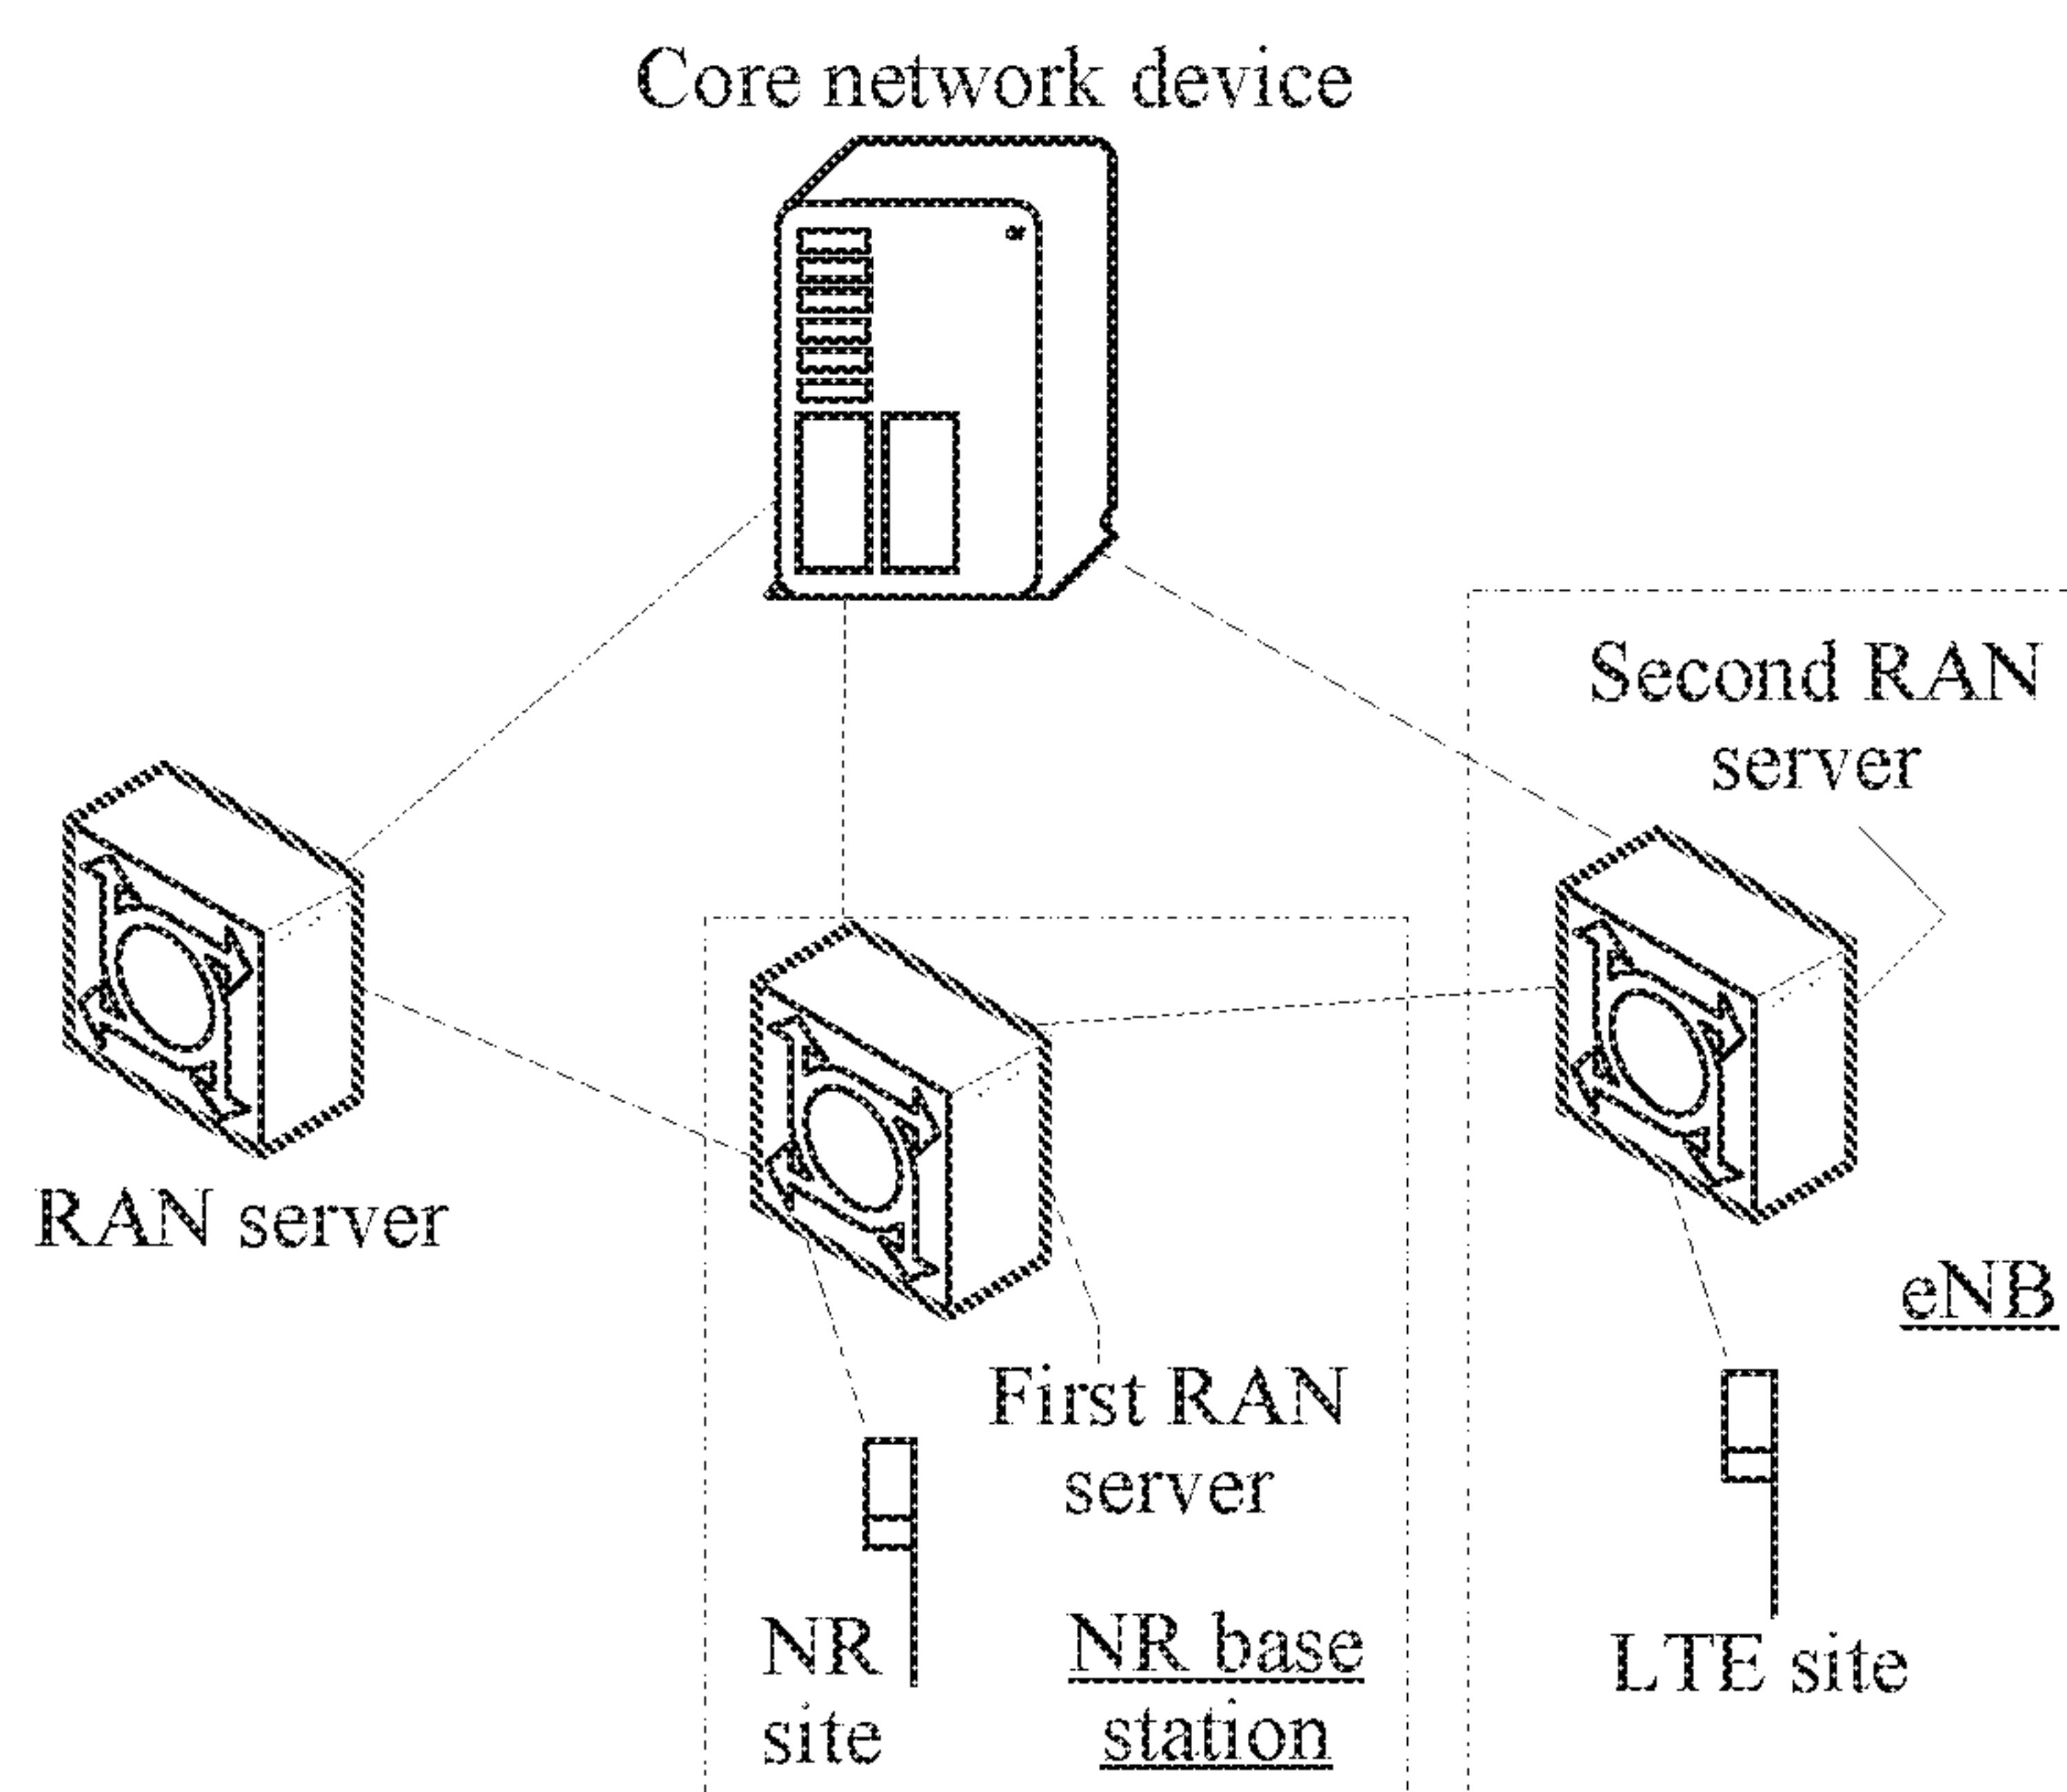 Core network device
Second RAN
server
RAN server
eNB
First RAN
server
NR
site
NR base
station
LTE site